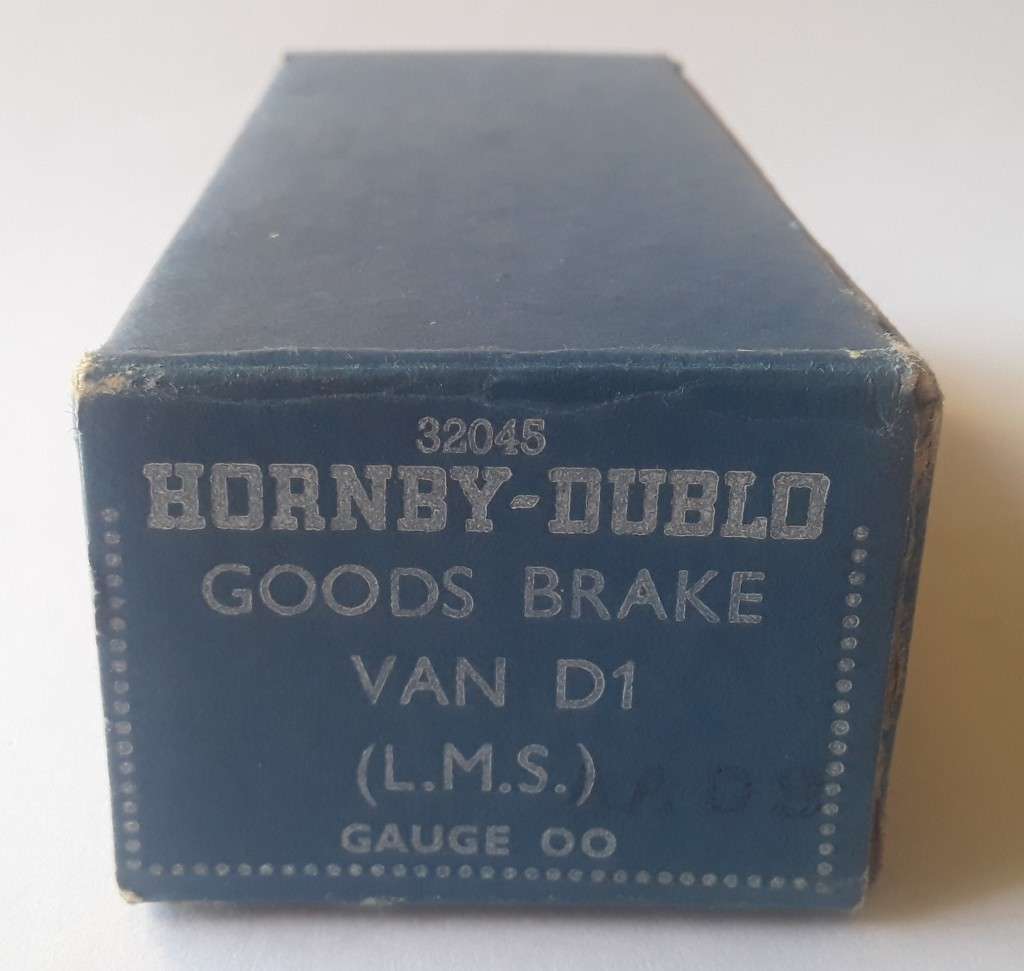 32045
HORNBY-DUBLO
GOODS BRAKE
VAN D1
(L.M.S.)
GAUGE OO